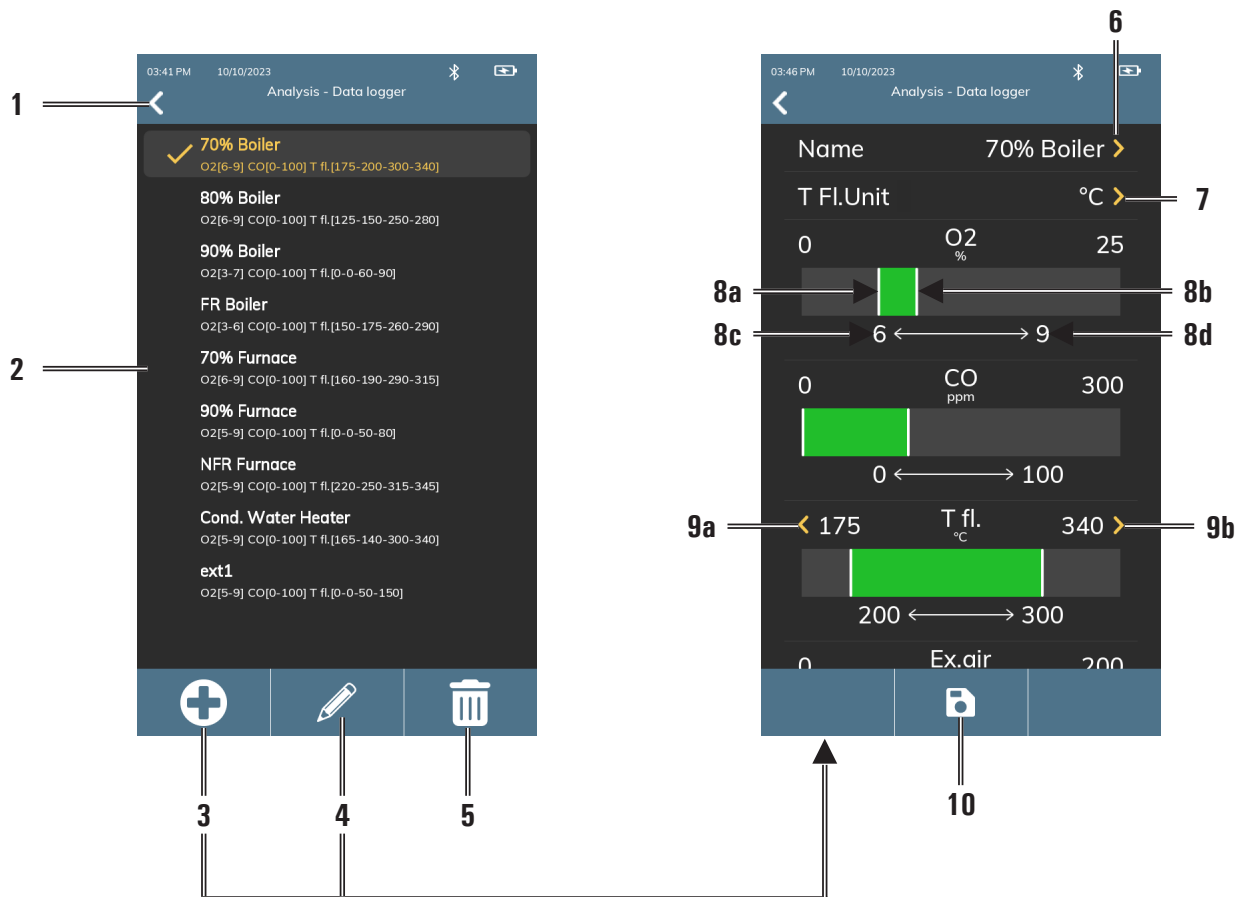 6
03:41 PM 10/10/2023
Analysis - Data logger
1
70% Boiler
O2[6-9] CO[0-100] T fl.[175-200-300-340]
80% Boiler
O2[6-9] CO[0-100] T fl.[125-150-250-280]
90% Boiler
O2[3-7] CO[0-100] T fl.[0-0-60-90]
FR Boiler
O2[3-6] CO[0-100] T fl.[150-175-260-290]
70% Furnace
O2[6-9] CO[0-100] T fl.[160-190-290-315]
2
90% Furnace
O2[5-9] CO[0-100] T fl.[0-0-50-80]
NFR Furnace
O2[5-9] CO[0-100] T fl.[220-250-315-345]
Cond. Water Heater
O2[5-9] CO[0-100] T fl.[165-140-300-340]
ext1
O2[5-9] CO[0-100] T fl.[0-0-50-150]
3 4 5
03:46 PM 10/10/2023
Analysis - Data logger
Name 70% Boiler
T Fl.Unit °C
7
0 O2 25
%
8a 8b
8c 6 9 8d
0 CO 300
ppm
0 100
9a 175 T fl. 340 9b
°C
200 300
0 Ex.air 200
10